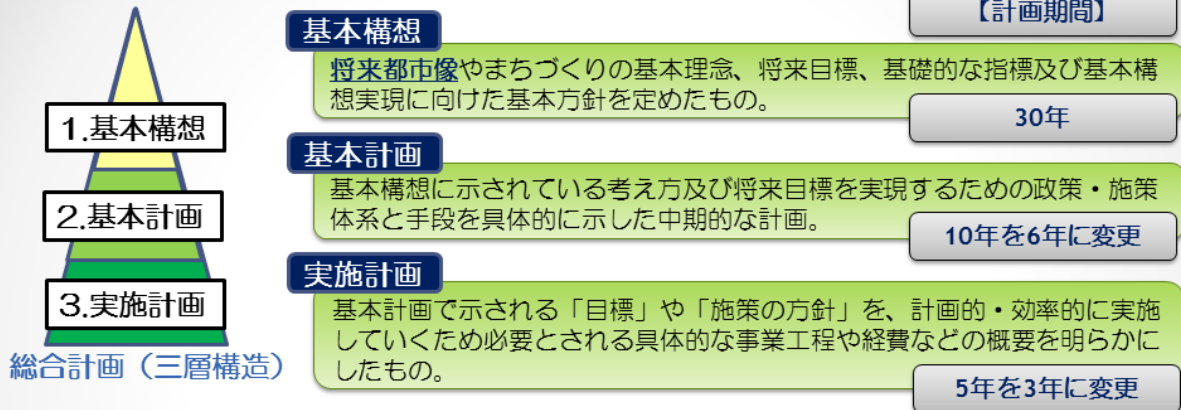 【計画期間】
基本構想
将来都市像やまちづくりの基本理念、将来目標、基礎的な指標及び基本構
想実現に向けた基本方針を定めたもの。
30年
基本計画
基本構想に示されている考え方及び将来目標を実現するための政策・施策
体系と手段を具体的に示した中期的な計画。
10年を6年に変更
実施計画
基本計画で示される「目標」や「施策の方針」を、計画的・効率的に実施
していくため必要とされる具体的な事業工程や経費などの概要を明らかに
したもの。
5年を3年に変更
1.基本構想
2.基本計画
3.実施計画
総合計画（三層構造）